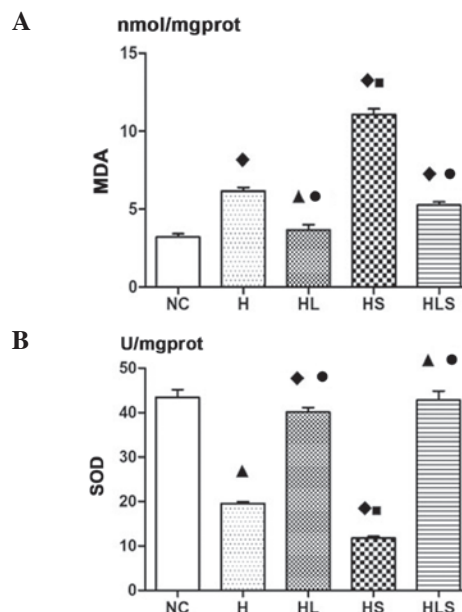 A
nmol/mgprot
MDA
15
10
5
0
NC H HL HS HLS
B
U/mgprot
SOD
50
40
30
20
10
0
NC H HL HS HLS